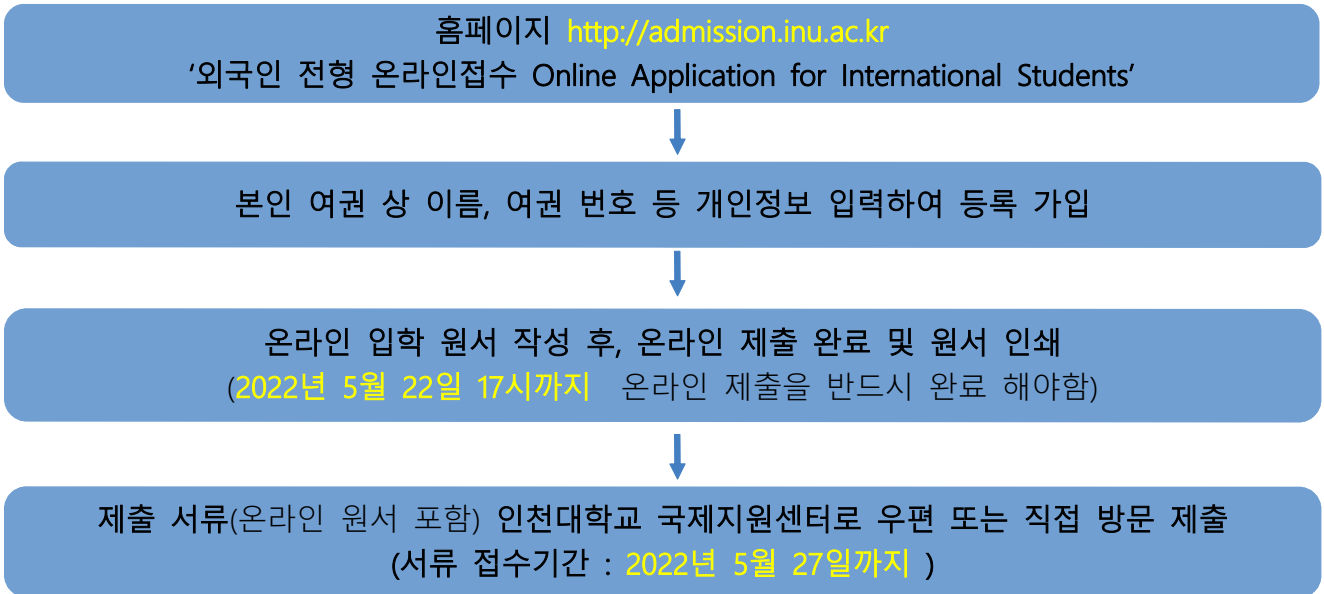 홈페이지 http://admission.inu.ac.kr
‘외국인 전형 온라인접수 Online Application for International Students’
본인 여권 상 이름, 여권 번호 등 개인정보 입력하여 등록 가입
온라인 입학 원서 작성 후, 온라인 제출 완료 및 원서 인쇄
(2022년 5월 22일 17시까지 온라인 제출을 반드시 완료 해야함)
제출 서류(온라인 원서 포함) 인천대학교 국제지원센터로 우편 또는 직접 방문 제출
(서류 접수기간 : 2022년 5월 27일까지 )